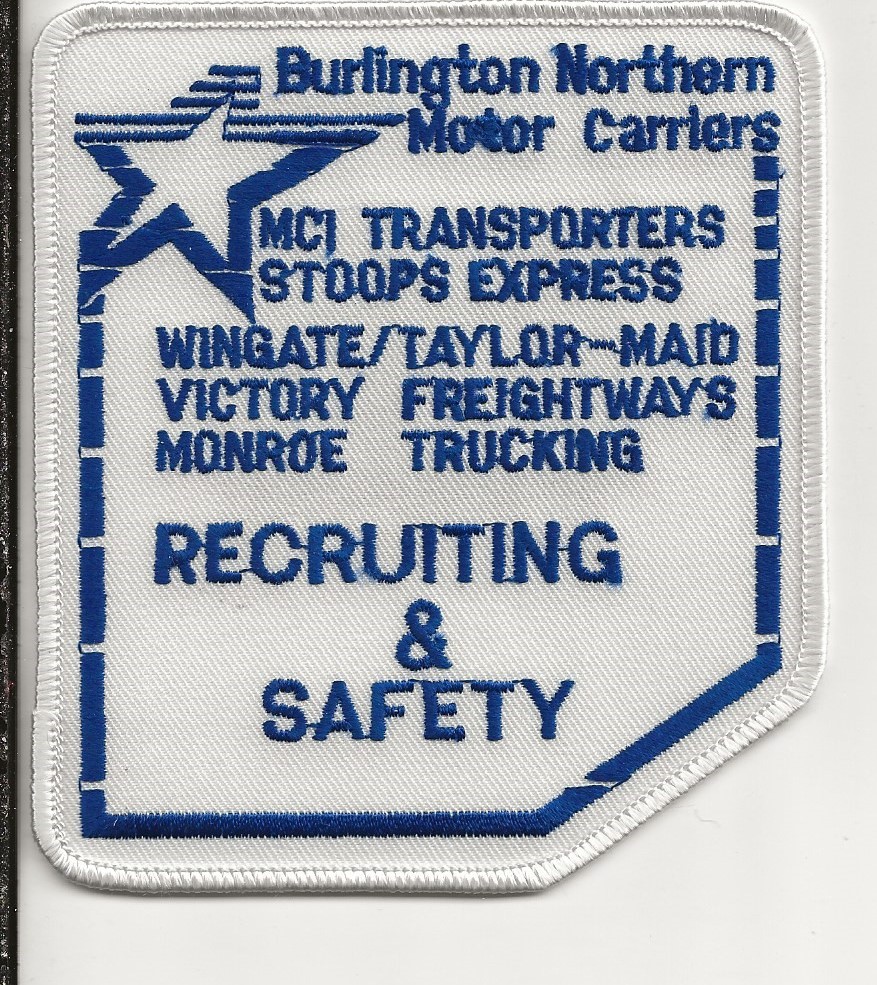 Burlington Northern
Motor Carriers
MCI TRANSPORTERS
STOOPS EXPRESS
WINGATE/TAYLOR-MAID
VICTORY FREIGHTWAYS
MONROE TRUCKING
RECRUITING
&
SAFETY